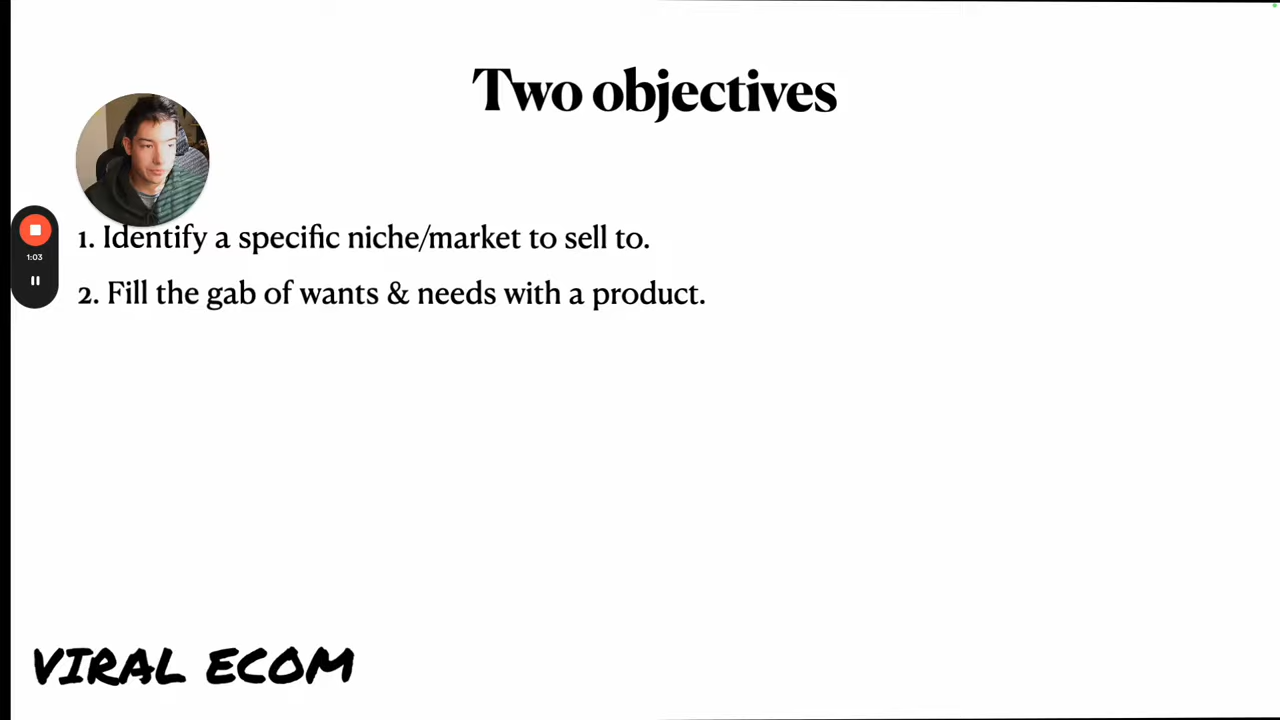 Two objectives
1:03
1. Identify a specific niche/market to sell to.
2. Fill the gab of wants & needs with a product.
VIRAL ECOM